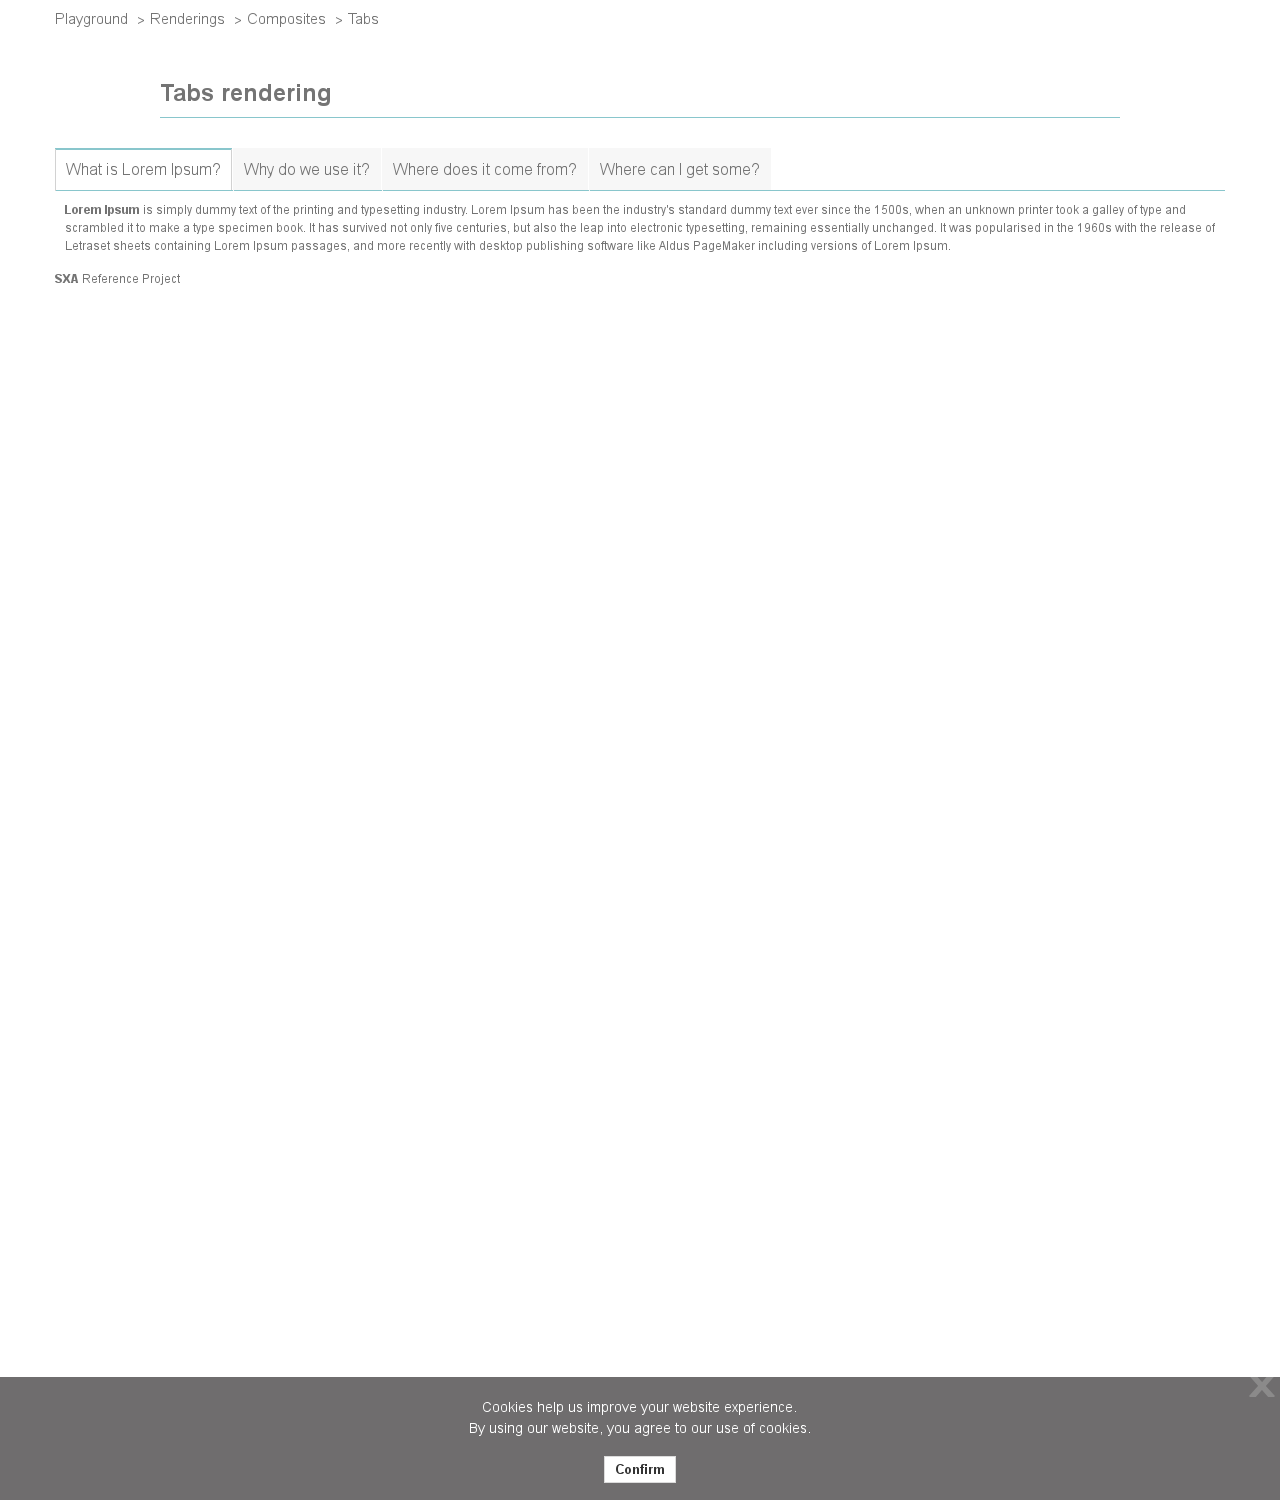 Playground > Renderings > Composites > Tabs
Tabs rendering
What is Lorem Ipsum? Why do we use it? Where does it come from? Where can I get some?
Lorem Ipsum is simply dummy text of the printing and typesetting industry. Lorem Ipsum has been the industry's standard dummy text ever since the 1500s, when an unknown printer took a galley of type and
scrambled it to make a type specimen book. It has survived not only five centuries, but also the leap into electronic typesetting, remaining essentially unchanged. It was popularised in the 1960s with the release of
Letraset sheets containing Lorem Ipsum passages, and more recently with desktop publishing software like Aldus PageMaker including versions of Lorem Ipsum.
SXA Reference Project
X
Cookies help us improve your website experience.
By using our website, you agree to our use of cookies.
Confirm